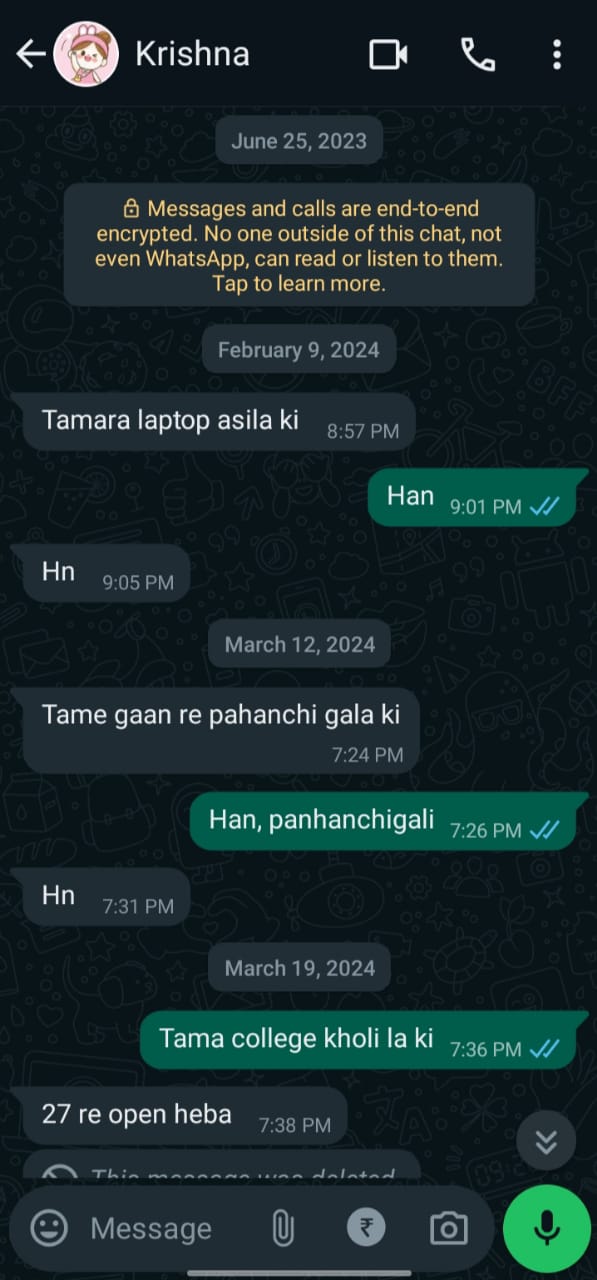 Krishna
June 25, 2023
Messages and calls are end-to-end
encrypted. No one outside of this chat, not
even WhatsApp, can read or listen to them.
Tap to learn more.
February 9, 2024
Tamara laptop asila ki 8:57 PM
Han 9:01 PM
Hn 9:05 PM
March 12, 2024
Tame gaan re pahanchi gala ki
7:24 PM
Han, panhanchigali 7:26 PM
Hn 7:31 PM
March 19, 2024
Tama college kholi la ki 7:36 PM
27 re open heba 7:38 PM
This message was deleted
Message ₹